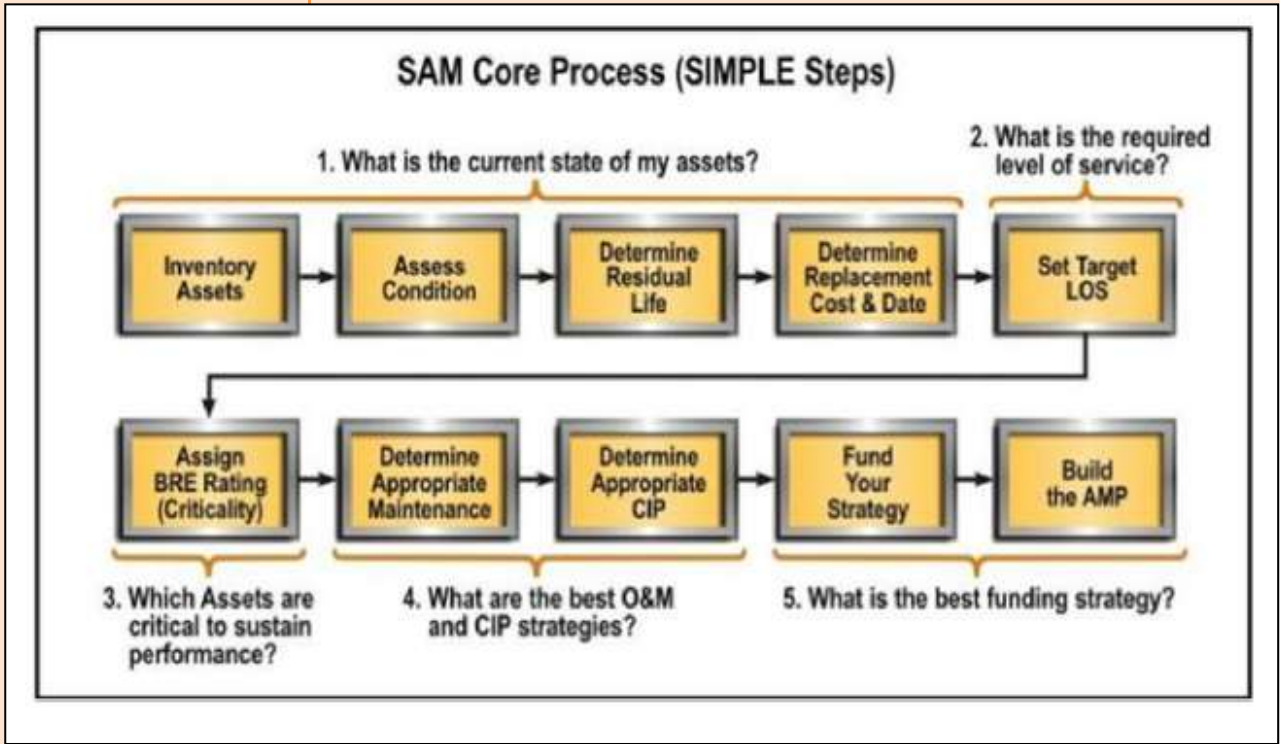 SAM Core Process (SIMPLE Steps)
1. What is the current state of my assets?
2. What is the required
level of service?
Inventory
Assets
Assess
Condition
Determine
Residual
Life
Determine
Replacement
Cost & Date
Set Target
LOS
Assign
BRE Rating
(Criticality)
Determine
Appropriate
Maintenance
Determine
Appropriate
CIP
Fund
Your
Strategy
Build
the AMP
3. Which Assets are
critical to sustain
performance?
4. What are the best O&M
and CIP strategies?
5. What is the best funding strategy?